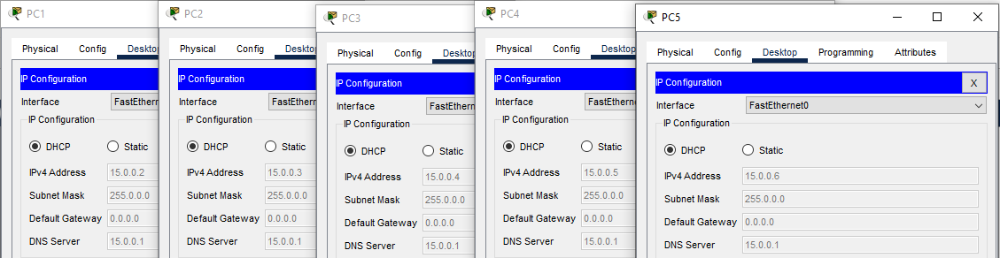 PC1
Physical Config Desktop
IP Configuration
Interface FastEthern
IP Configuration
DHCP Static
IPv4 Address 15.0.0.2
Subnet Mask 255.0.0.0
Default Gateway 0.0.0.0
DNS Server 15.0.0.1
PC2
Physical Config Desktop
IP Configuration
Interface FastEthern
IP Configuration
DHCP Static
IPv4 Address 15.0.0.3
Subnet Mask 255.0.0.0
Default Gateway 0.0.0.0
DNS Server 15.0.0.1
PC3
Physical Config Desktop
IP Configuration
Interface FastEthern
IP Configuration
DHCP Static
IPv4 Address 15.0.0.4
Subnet Mask 255.0.0.0
Default Gateway 0.0.0.0
DNS Server 15.0.0.1
PC4
Physical Config Desktop
IP Configuration
Interface FastEthern
IP Configuration
DHCP Static
IPv4 Address 15.0.0.5
Subnet Mask 255.0.0.0
Default Gateway 0.0.0.0
DNS Server 15.0.0.1
PC5
Physical Config Desktop Programming Attributes
IP Configuration X
Interface FastEthernet0
IP Configuration
DHCP Static
IPv4 Address 15.0.0.6
Subnet Mask 255.0.0.0
Default Gateway 0.0.0.0
DNS Server 15.0.0.1